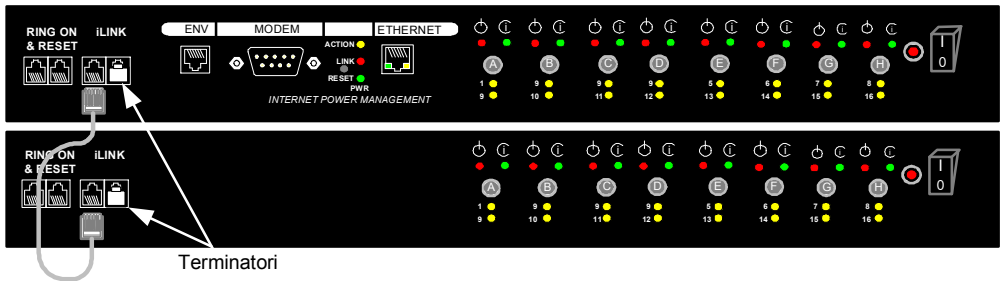 RING ON iLINK ENV MODEM ETHERNET
& RESET
ACTION
LINK
RESET
PWR
INTERNET POWER MANAGEMENT
A B C D E F G H
1 9 9 9 5 6 7 8
9 10 11 12 13 14 15 16
I
0
RING ON iLINK
& RESET
A B C D E F G H
1 9 9 9 5 6 7 8
9 10 11 12 13 14 15 16
I
0
Terminatori